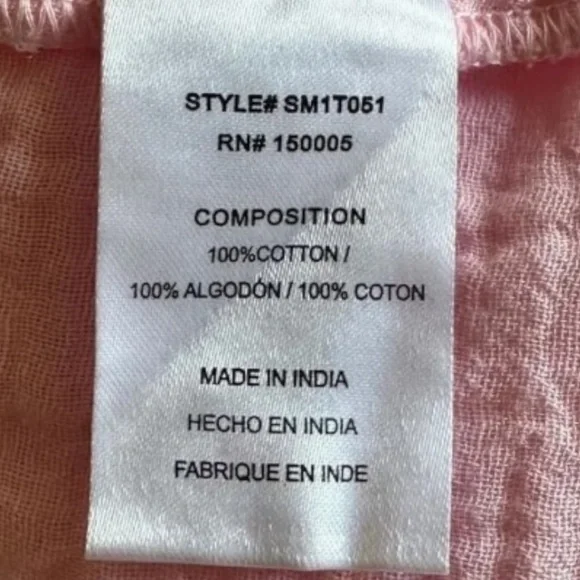 STYLE# SM1T051
RN# 150005
COMPOSITION
100%COTTON /
100% ALGODÓN / 100% COTON
MADE IN INDIA
HECHO EN INDIA
FABRIQUE EN INDE